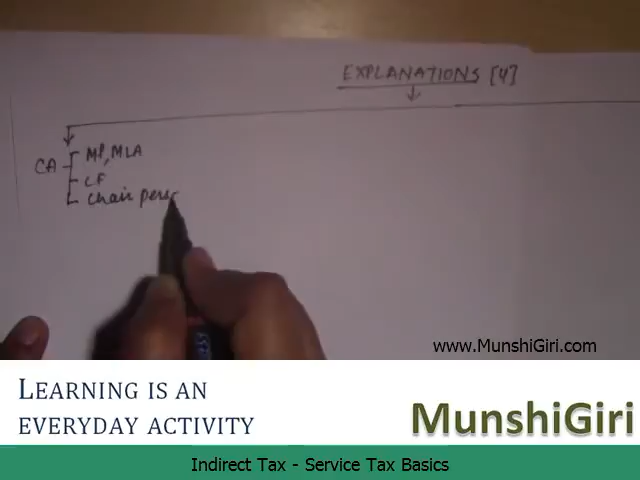 EXPLANATIONS [4]
CA
MP, MLA
CF
Chair pers
www.MunshiGiri.com
LEARNING IS AN
EVERYDAY ACTIVITY
MunshiGiri
Indirect Tax - Service Tax Basics